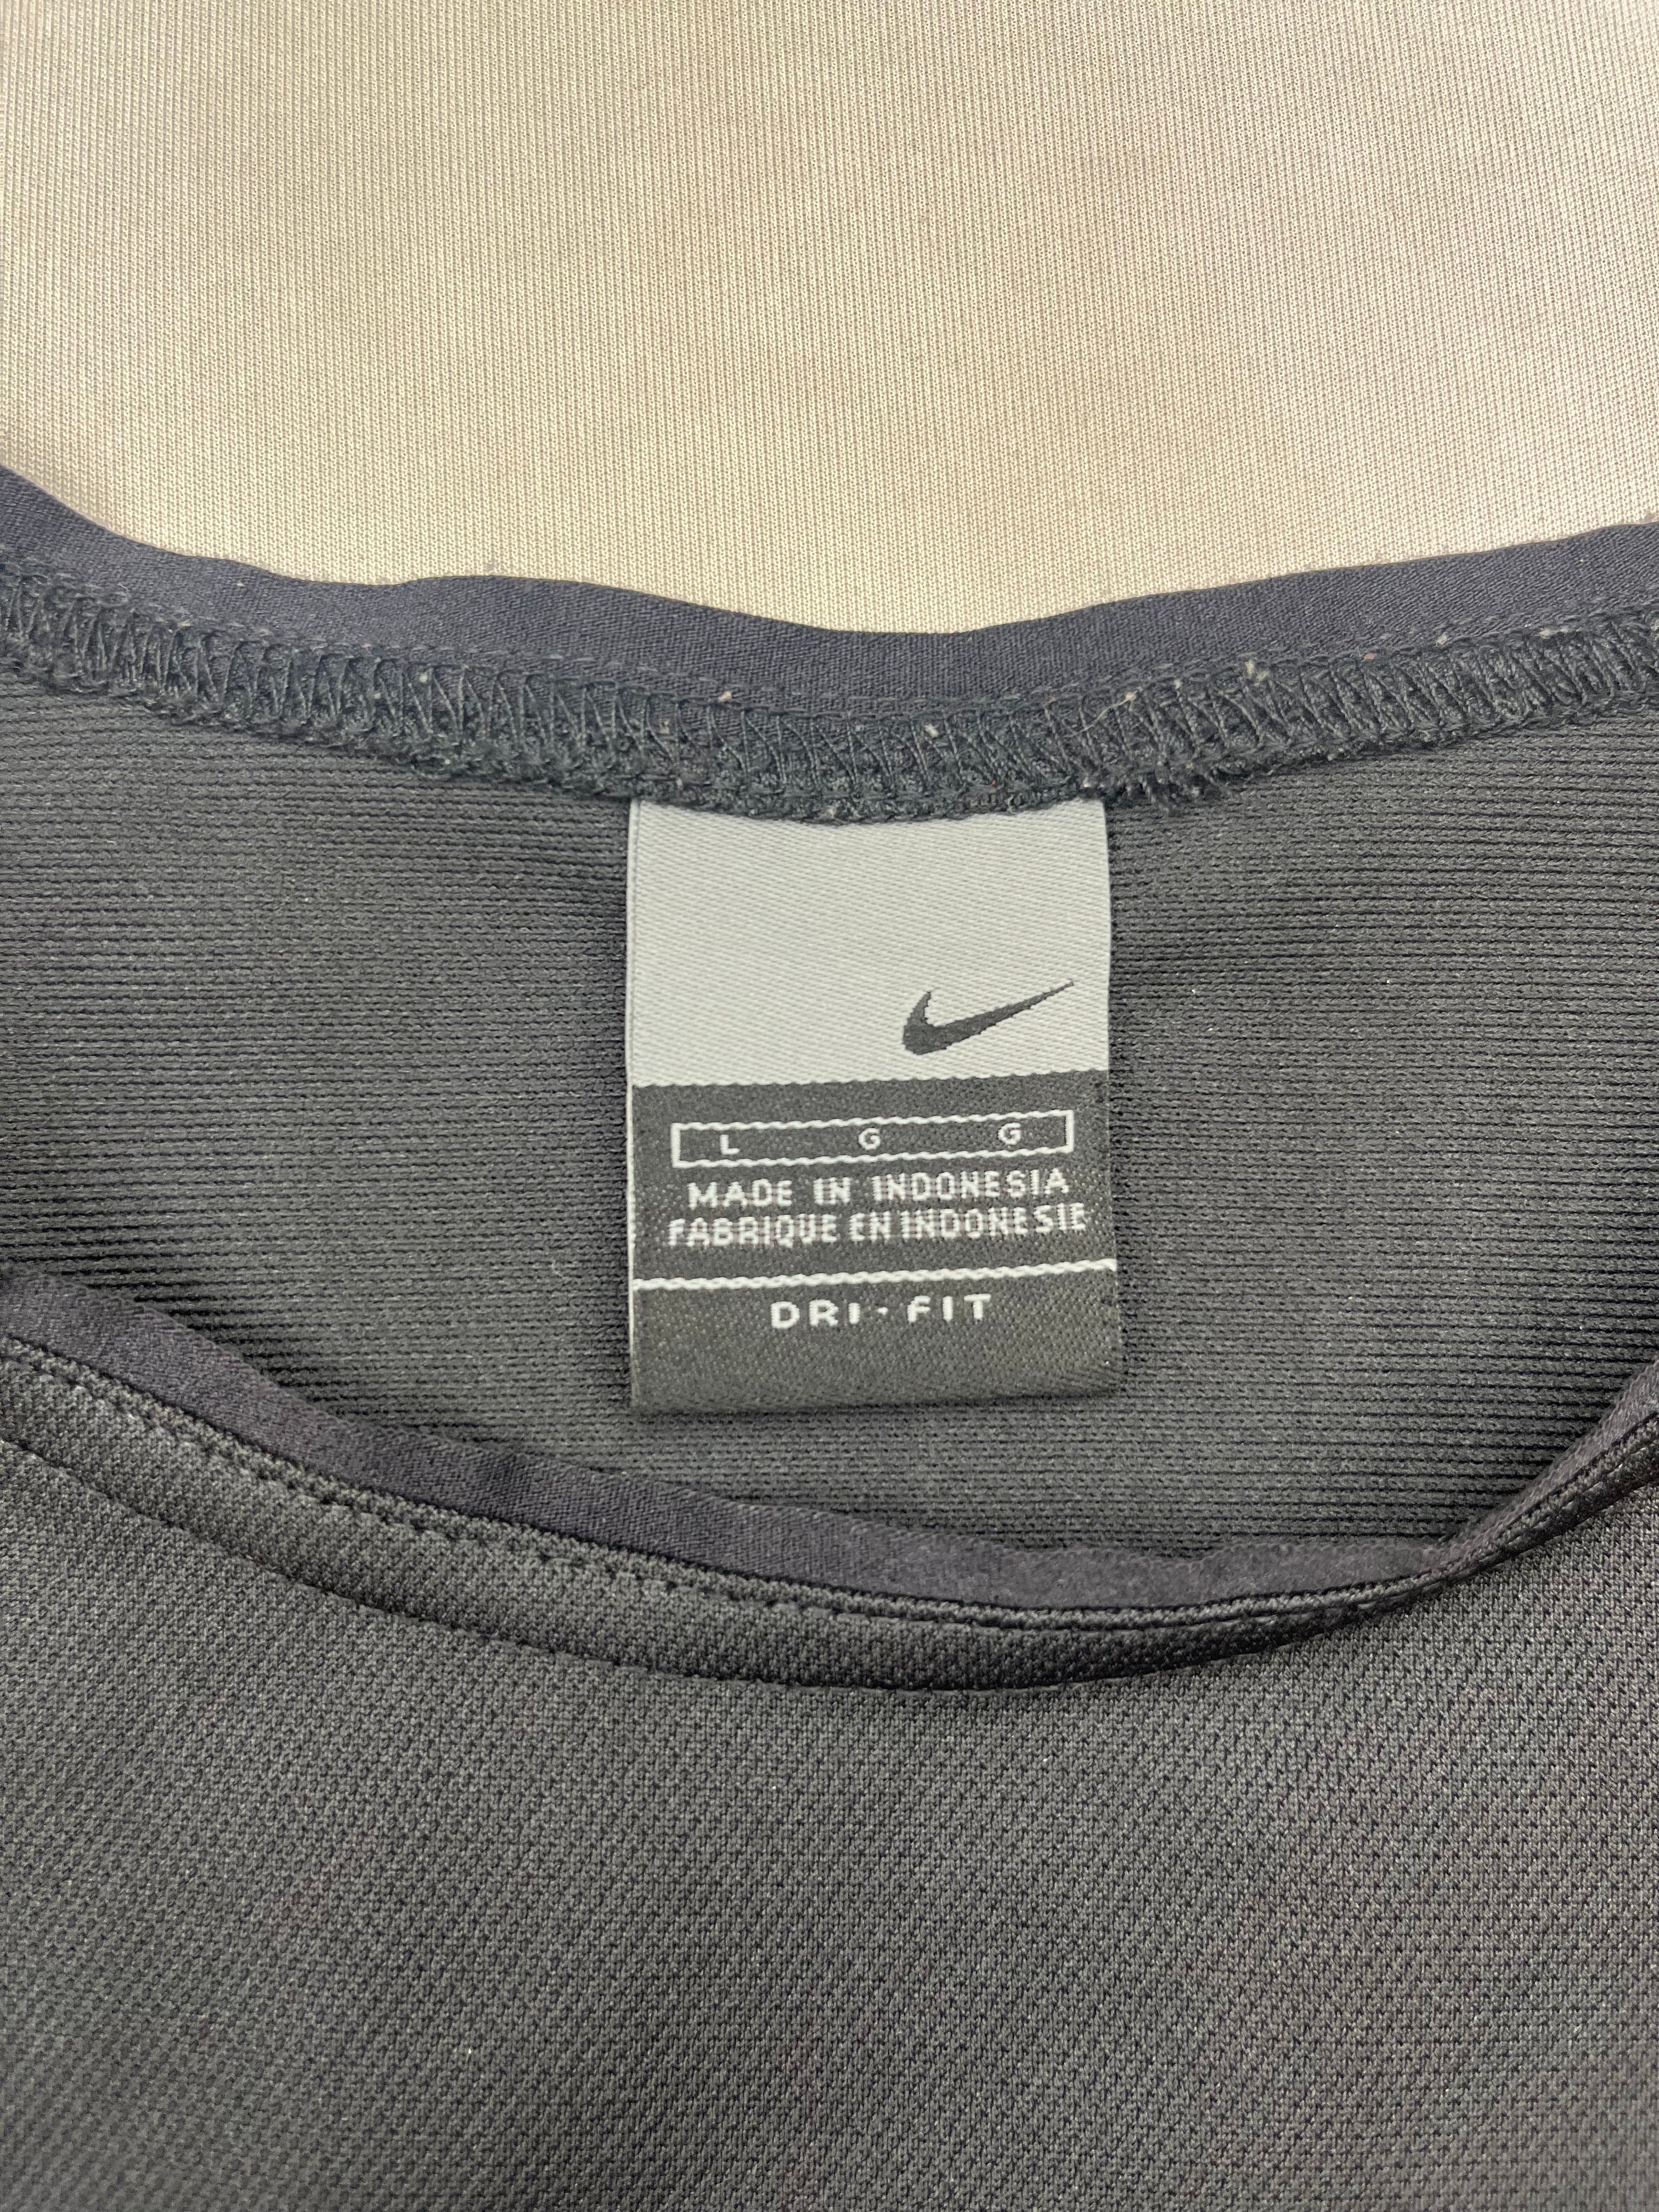 L G G
MADE IN INDONESIA
FABRIQUE EN INDONESIE
DRI·FIT